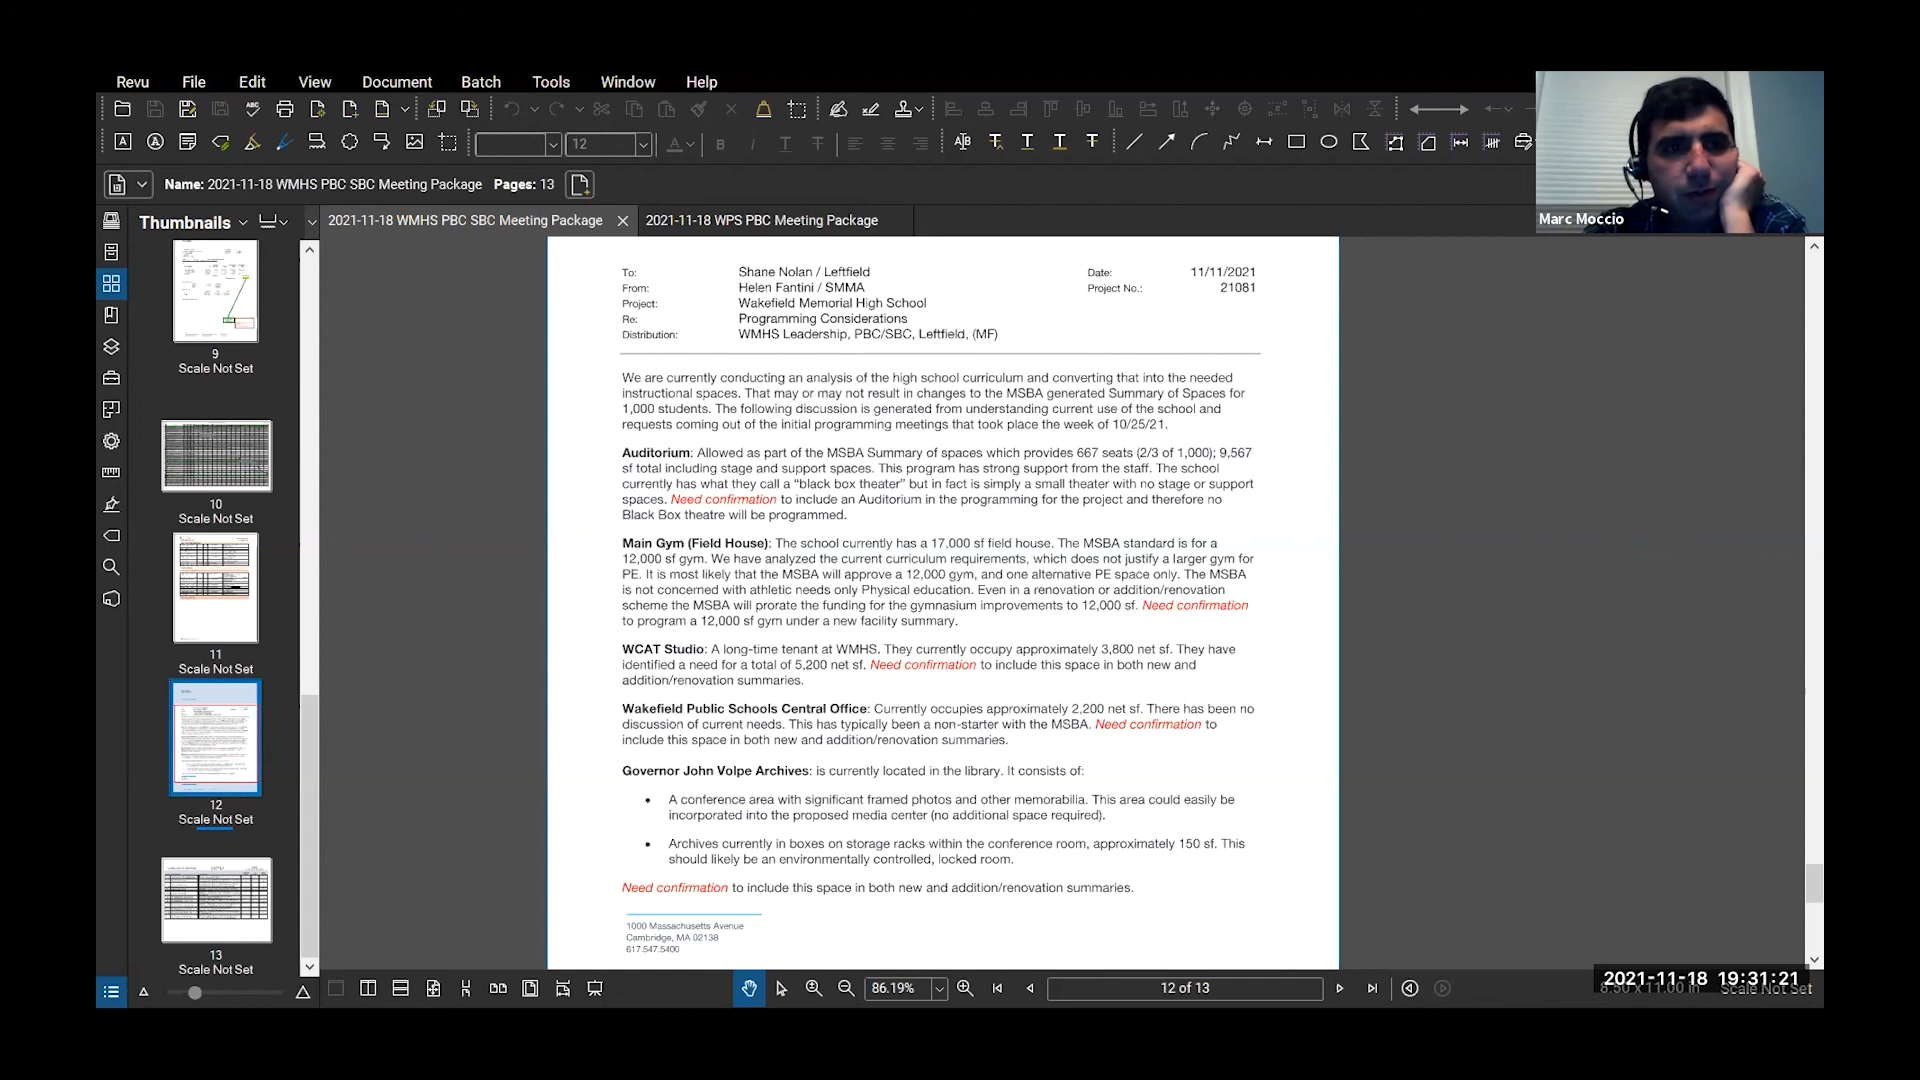 Revu File Edit View Document Batch Tools Window Help
12
Name: 2021-11-18 WMHS PBC SBC Meeting Package Pages: 13
Marc Moccio
Thumbnails
2021-11-18 WMHS PBC SBC Meeting Package
2021-11-18 WPS PBC Meeting Package
9
Scale Not Set
10
Scale Not Set
11
Scale Not Set
12
Scale Not Set
13
Scale Not Set
To: Shane Nolan / Leftfield Date: 11/11/2021
From: Helen Fantini / SMMA Project No.: 21081
Project: Wakefield Memorial High School
Re: Programming Considerations
Distribution: WMHS Leadership, PBC/SBC, Leftfield, (MF)
We are currently conducting an analysis of the high school curriculum and converting that into the needed
instructional spaces. That may or may not result in changes to the MSBA generated Summary of Spaces for
1,000 students. The following discussion is generated from understanding current use of the school and
requests coming out of the initial programming meetings that took place the week of 10/25/21.
Auditorium: Allowed as part of the MSBA Summary of spaces which provides 667 seats (2/3 of 1,000); 9,567
sf total including stage and support spaces. This program has strong support from the staff. The school
currently has what they call a “black box theater” but in fact is simply a small theater with no stage or support
spaces. Need confirmation to include an Auditorium in the programming for the project and therefore no
Black Box theatre will be programmed.
Main Gym (Field House): The school currently has a 17,000 sf field house. The MSBA standard is for a
12,000 sf gym. We have analyzed the current curriculum requirements, which does not justify a larger gym for
PE. It is most likely that the MSBA will approve a 12,000 gym, and one alternative PE space only. The MSBA
is not concerned with athletic needs only Physical education. Even in a renovation or addition/renovation
scheme the MSBA will prorate the funding for the gymnasium improvements to 12,000 sf. Need confirmation
to program a 12,000 sf gym under a new facility summary.
WCAT Studio: A long-time tenant at WMHS. They currently occupy approximately 3,800 net sf. They have
identified a need for a total of 5,200 net sf. Need confirmation to include this space in both new and
addition/renovation summaries.
Wakefield Public Schools Central Office: Currently occupies approximately 2,200 net sf. There has been no
discussion of current needs. This has typically been a non-starter with the MSBA. Need confirmation to
include this space in both new and addition/renovation summaries.
Governor John Volpe Archives: is currently located in the library. It consists of:
• A conference area with significant framed photos and other memorabilia. This area could easily be
incorporated into the proposed media center (no additional space required).
• Archives currently in boxes on storage racks within the conference room, approximately 150 sf. This
should likely be an environmentally controlled, locked room.
Need confirmation to include this space in both new and addition/renovation summaries.
1000 Massachusetts Avenue
Cambridge, MA 02138
617.547.5400
86.19%
12 of 13
2021-11-18 19:31:21
8.50 x 11.00 in Scale Not Set